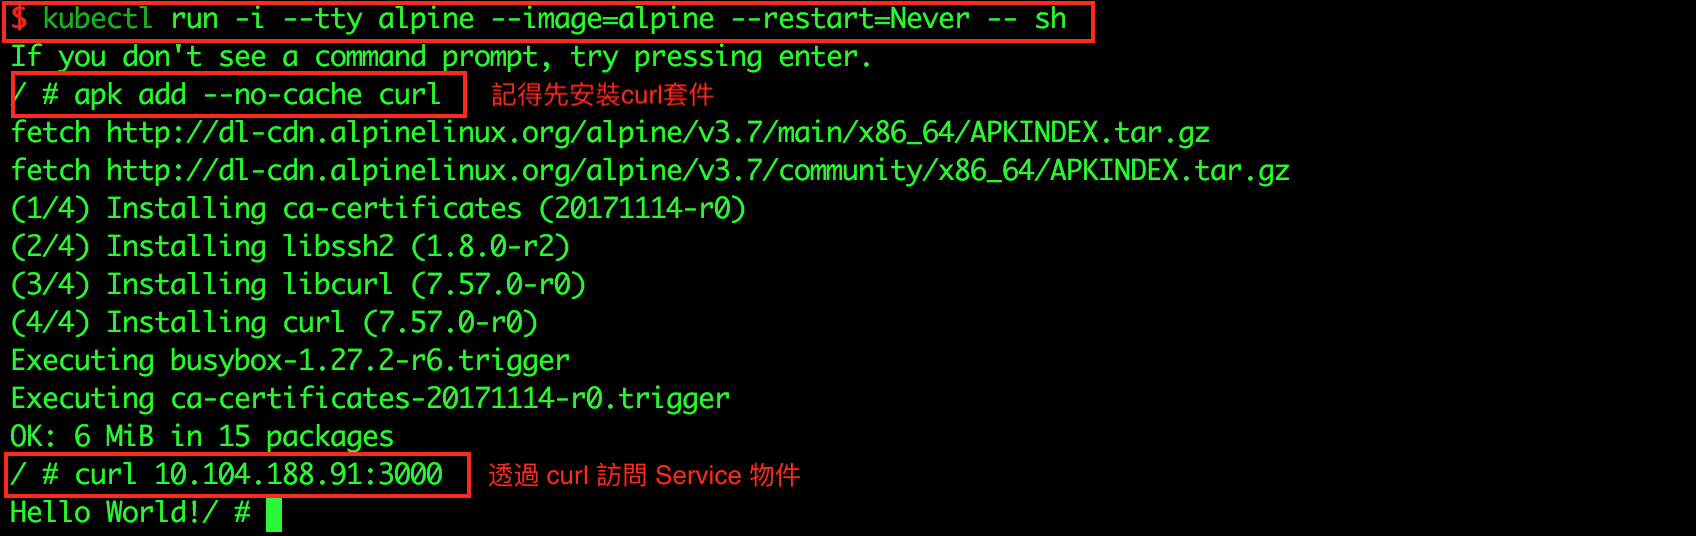 $ kubectl run -i --tty alpine --image=alpine --restart=Never -- sh
If you don't see a command prompt, try pressing enter.
/ # apk add --no-cache curl 記得先安裝curl套件
fetch http://dl-cdn.alpinelinux.org/alpine/v3.7/main/x86_64/APKINDEX.tar.gz
fetch http://dl-cdn.alpinelinux.org/alpine/v3.7/community/x86_64/APKINDEX.tar.gz
(1/4) Installing ca-certificates (20171114-r0)
(2/4) Installing libssh2 (1.8.0-r2)
(3/4) Installing libcurl (7.57.0-r0)
(4/4) Installing curl (7.57.0-r0)
Executing busybox-1.27.2-r6.trigger
Executing ca-certificates-20171114-r0.trigger
OK: 6 MiB in 15 packages
/ # curl 10.104.188.91:3000 透過 curl 訪問 Service 物件
Hello World!/ #